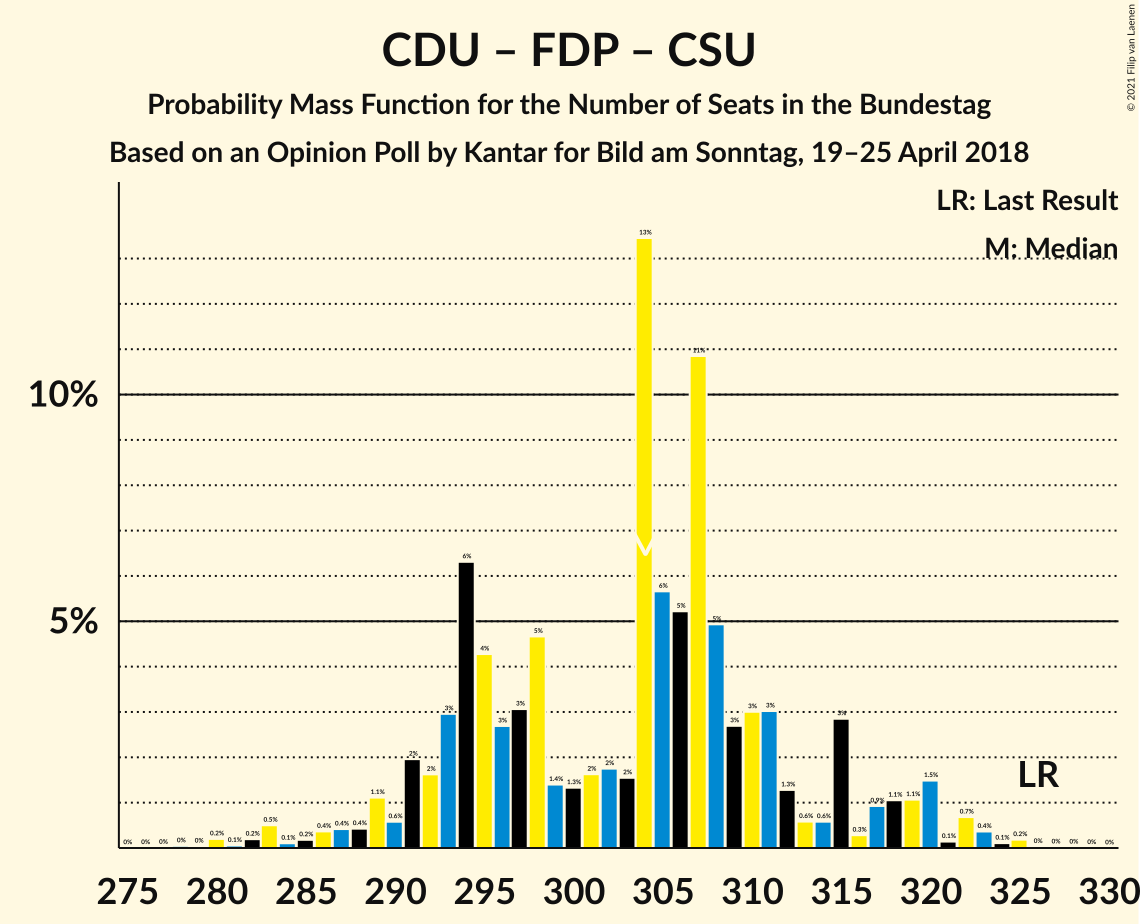 CDU – FDP – CSU
Probability Mass Function for the Number of Seats in the Bundestag
Based on an Opinion Poll by Kantar for Bild am Sonntag, 19–25 April 2018
© 2021 Filip van Laenen
LR: Last Result
M: Median
10%
5%
0% 0% 0% 0% 0% 0.2% 0.1% 0.2% 0.5% 0.1% 0.2% 0.4% 0.4% 0.4% 1.1% 0.6% 2% 2% 3% 6% 4% 3% 3% 5% 1.4% 1.3% 2% 2% 2% 13% 6% 5% 11% 5% 3% 3% 3% 1.3% 0.6% 0.6% 3% 0.3% 0.9% 1.1% 1.1% 1.5% 0.1% 0.7% 0.4% 0.1% 0.2% 0% 0% 0% 0% 0%
M
LR
275 280 285 290 295 300 305 310 315 320 325 330